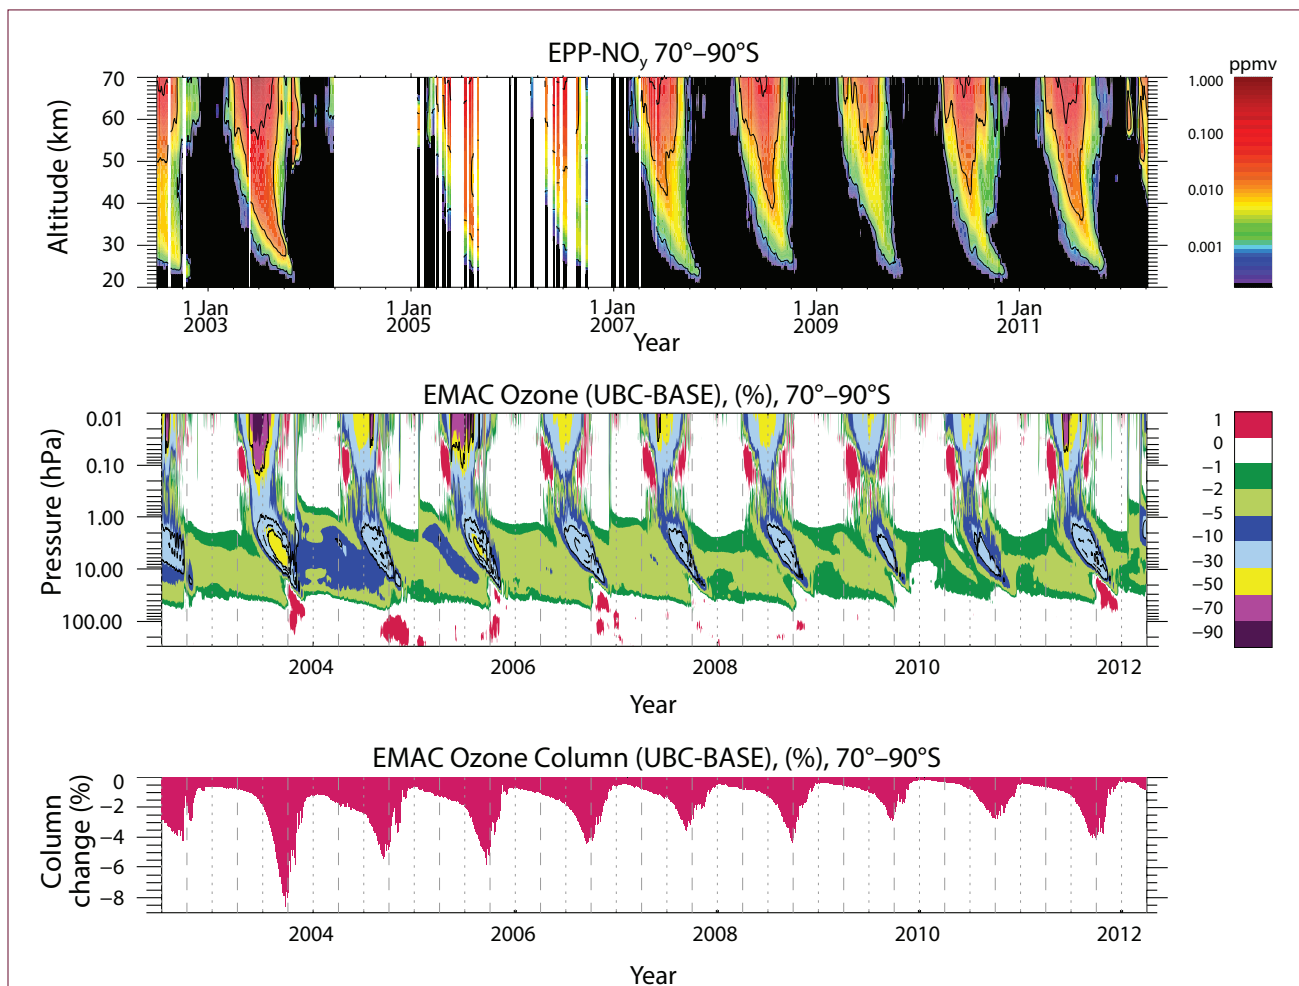 EPP-NOy 70°–90°S
ppmv
Altitude (km)
70
60
50
40
30
20
1.000
0.100
0.010
0.001
1 Jan 1 Jan 1 Jan 1 Jan 1 Jan
2003 2005 2007 2009 2011
Year
EMAC Ozone (UBC-BASE), (%), 70°–90°S
Pressure (hPa)
0.01
0.10
1.00
10.00
100.00
1
0
−1
−2
−5
−10
−30
−50
−70
−90
2004 2006 2008 2010 2012
Year
EMAC Ozone Column (UBC-BASE), (%), 70°–90°S
Column
change (%)
0
−2
−4
−6
−8
2004 2006 2008 2010 2012
Year